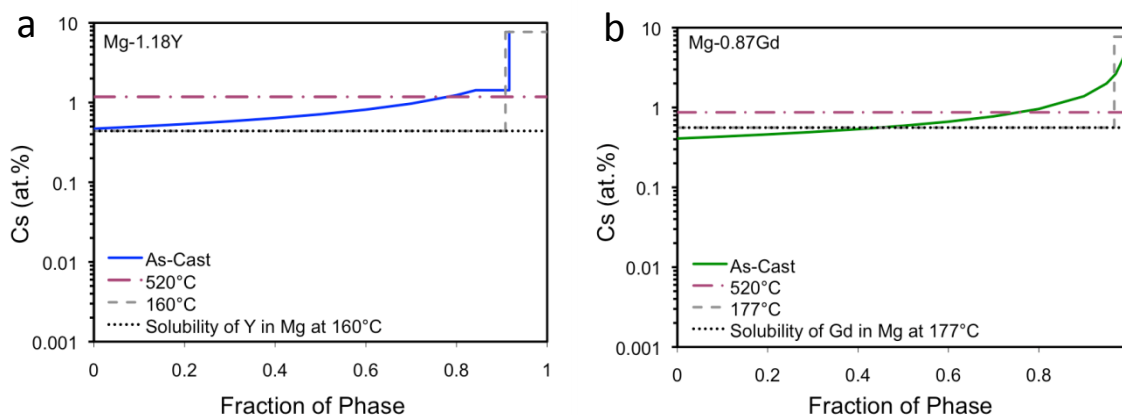 a
Mg-1.18Y
10
1
0.1
0.01
0.001
Cs (at.%)
As-Cast
520°C
160°C
Solubility of Y in Mg at 160°C
0 0.2 0.4 0.6 0.8 1
Fraction of Phase
b
Mg-0.87Gd
10
1
0.1
0.01
0.001
Cs (at.%)
As-Cast
520°C
177°C
Solubility of Gd in Mg at 177°C
0 0.2 0.4 0.6 0.8
Fraction of Phase